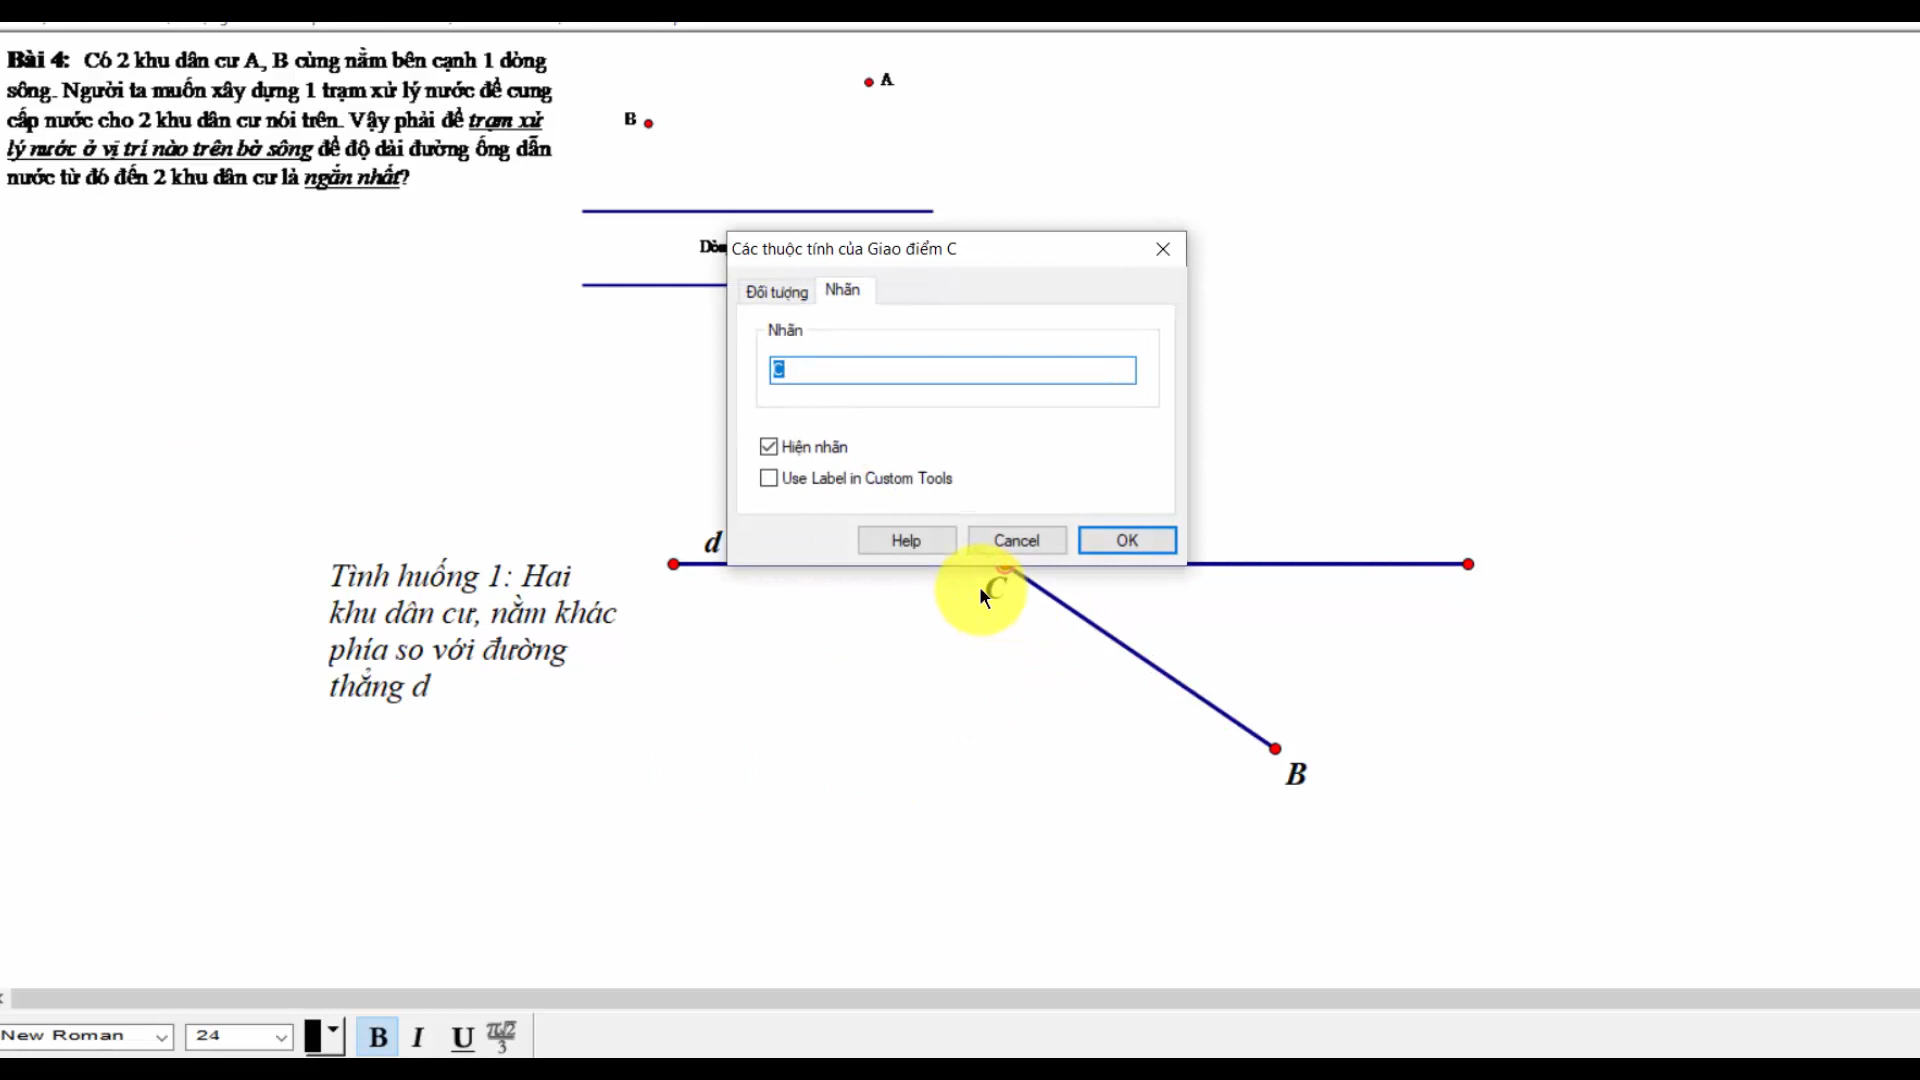 Bài 4: Có 2 khu dân cư A, B cùng nằm bên cạnh 1 dòng
sông. Người ta muốn xây dựng 1 trạm xử lý nước để cung
cấp nước cho 2 khu dân cư nói trên. Vậy phải để trạm xử
lý nước ở vị trí nào trên bờ sông để độ dài đường ống dẫn
nước từ đó đến 2 khu dân cư là ngắn nhất?
A
B
Các thuộc tính của Giao điểm C
Đối tượng
Nhãn
Nhãn
C
Hiện nhãn
Use Label in Custom Tools
Help
Cancel
OK
d
C
Tình huống 1: Hai
khu dân cư, nằm khác
phía so với đường
thẳng d
B
New Roman
24
B
I
U